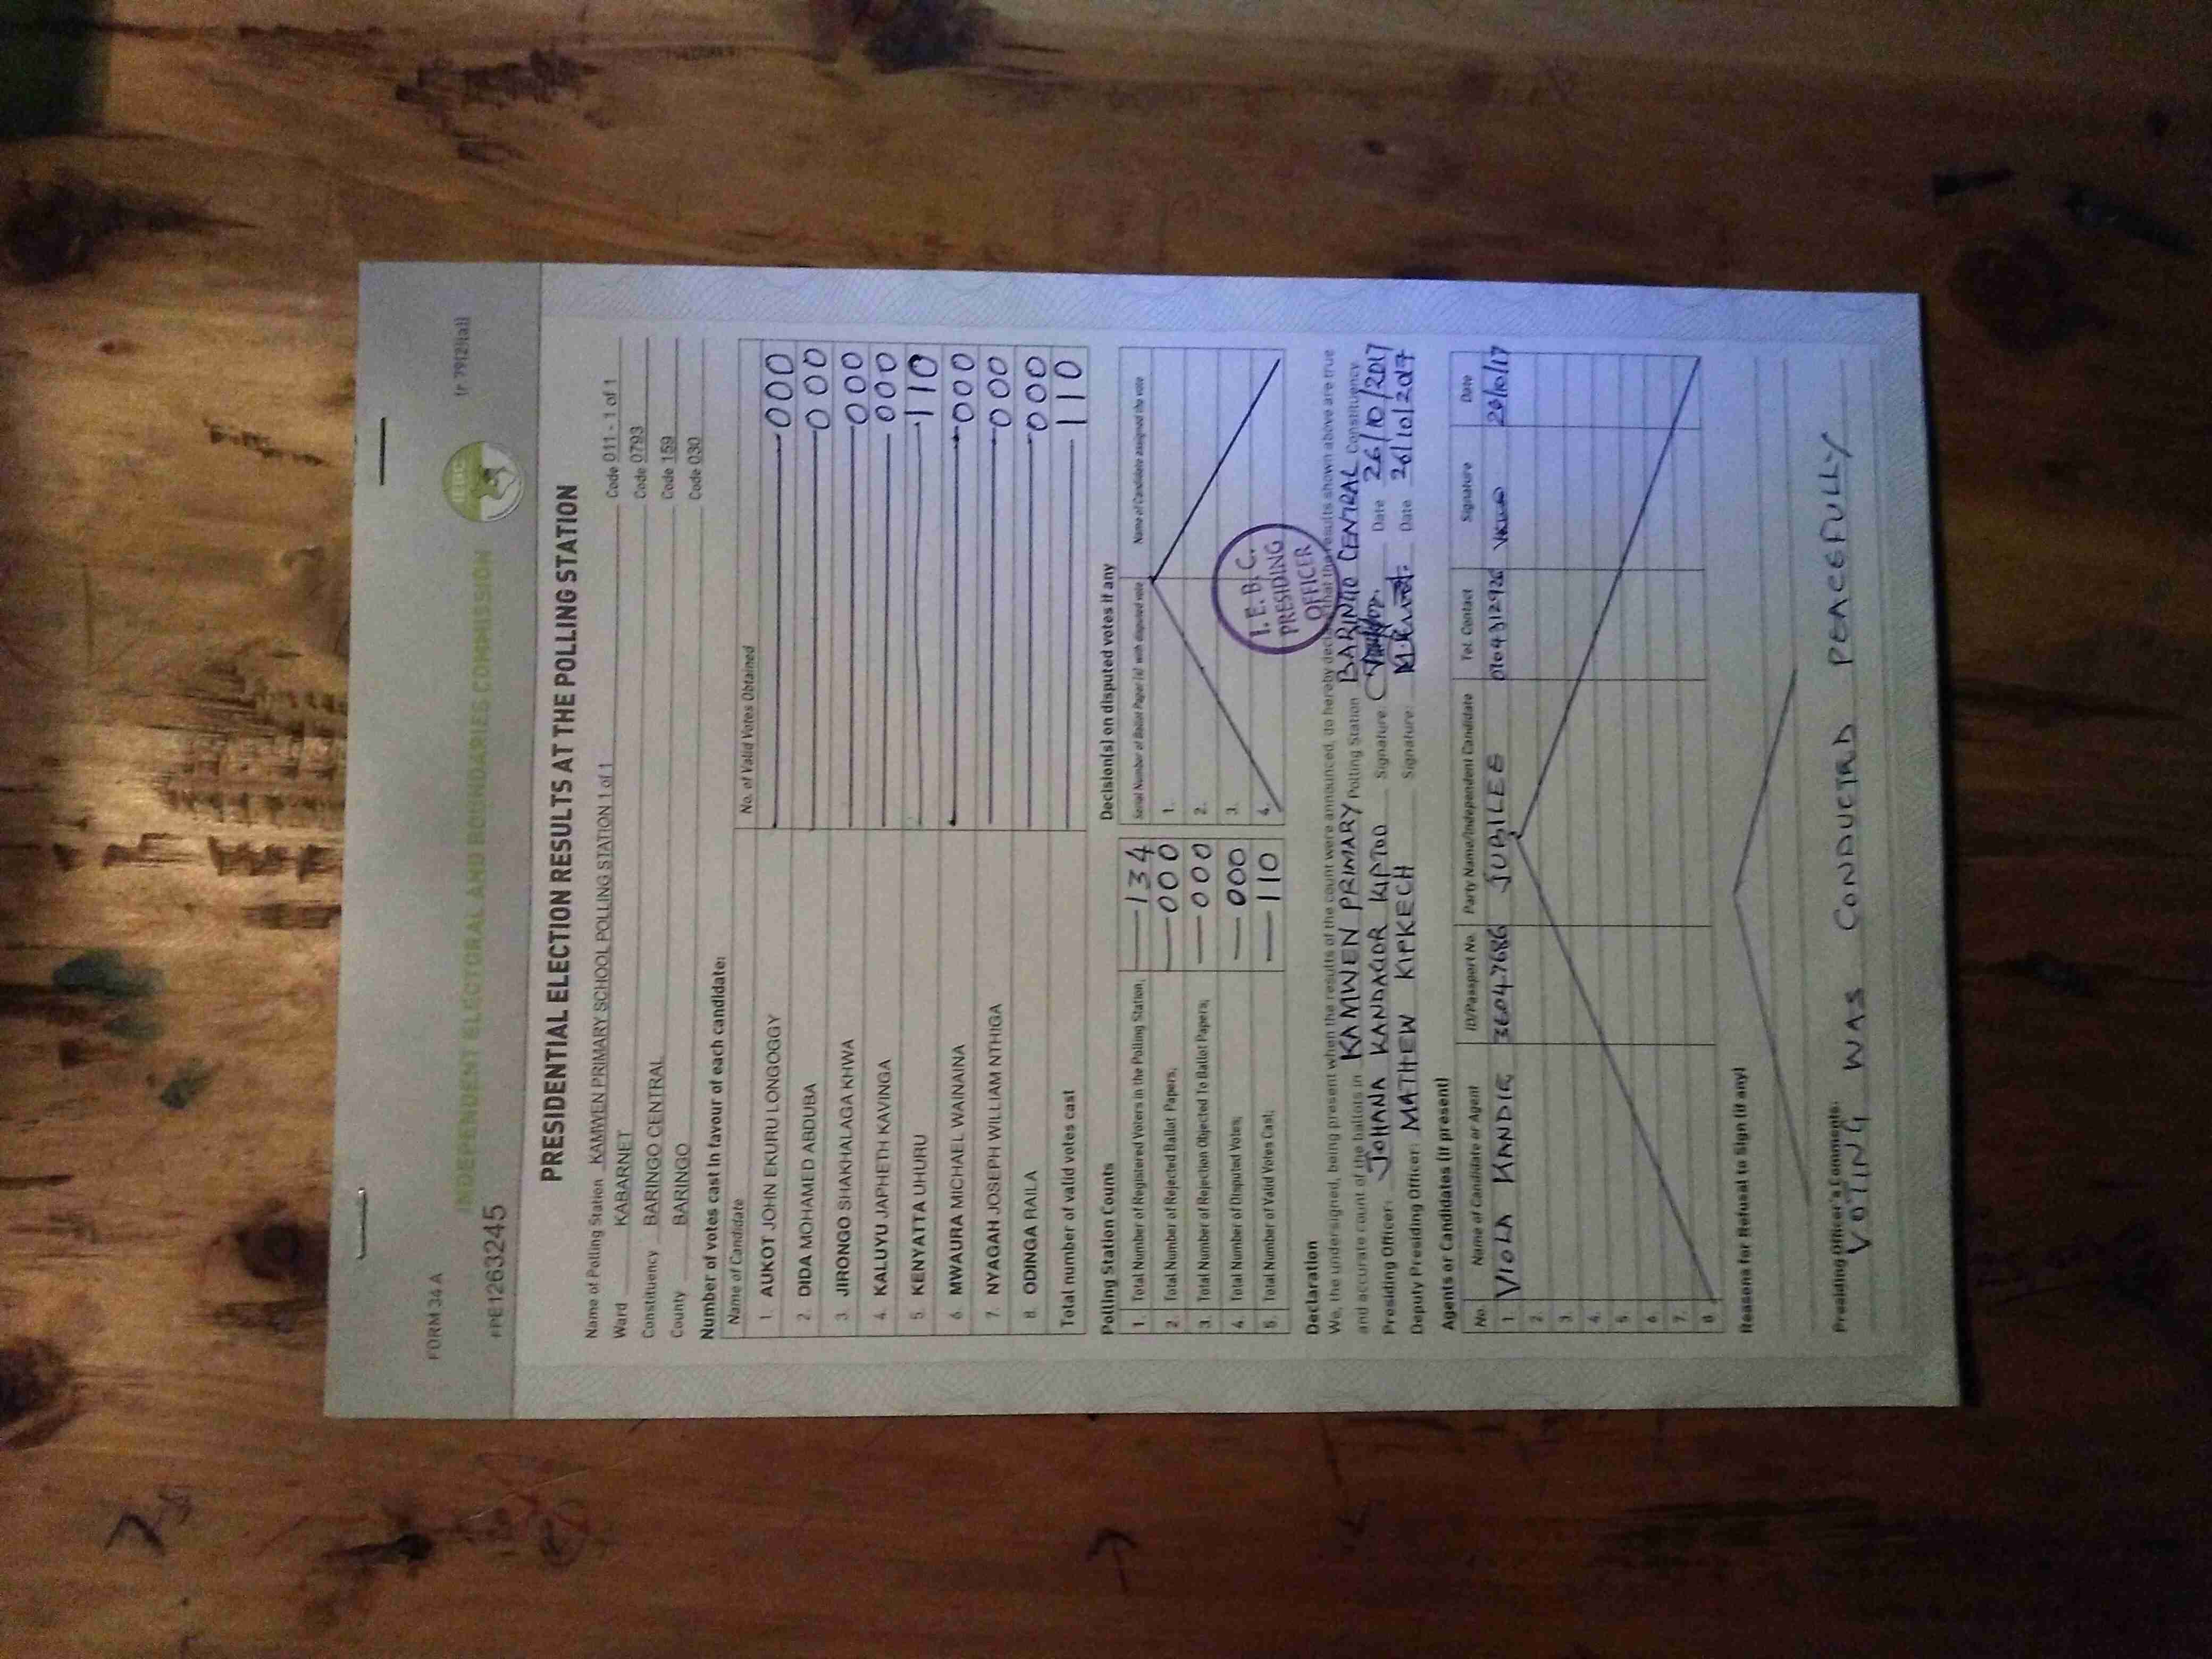 FORM 34 A
(r 79(2)(a))
INDEPENDENT ELECTORAL AND BOUNDARIES COMMISSION
IEBC
PRESIDENTIAL ELECTION RESULTS AT THE POLLING STATION
Name of Polling Station KAMWEN PRIMARY SCHOOL POLLING STATION 1 of 1 Code 011 - 1 of 1
Ward KABARNET Code 0793
Constituency BARINGO CENTRAL Code 159
County BARINGO Code 030
Number of votes cast in favour of each candidate:
Name of Candidate No. of Valid Votes Obtained
1. AUKOT JOHN EKURU LONGOGGY 000
2. DIDA MOHAMED ABDUBA 000
3. JIRONGO SHAKHALAGA KHWA 000
4. KALUYU JAPHETH KAVINGA 000
5. KENYATTA UHURU 110
6. MWAURA MICHAEL WAINAINA 000
7. NYAGAH JOSEPH WILLIAM NTHIGA 000
8. ODINGA RAILA 000
Total number of valid votes cast 110
Polling Station Counts
1. Total Number of Registered Voters in the Polling Station; 134
2. Total Number of Rejected Ballot Papers; 000
3. Total Number of Rejection Objected To Ballot Papers; 000
4. Total Number of Disputed Votes; 000
5. Total Number of Valid Votes Cast; 110
Decision(s) on disputed votes if any
Serial Number of Ballot Paper (s) with disputed vote Name of Candidate assigned the vote
1.
2.
3.
4.
I.E.B.C.
PRESIDING
OFFICER
Declaration
We, the undersigned, being present when the results of the count were announced, do hereby declare that the results shown above are true
and accurate count of the ballots in KAMWEN PRIMARY Polling Station BARINGO CENTRAL Constituency
Presiding Officer: JOHANA KANDAGOR KIPTOO Signature: Date 26/10/2017
Deputy Presiding Officer: MATHEW KIPKECH Signature: Date 26/10/2017
Agents or Candidates (if present)
No. Name of Candidate or Agent ID/Passport No. Party Name/Independent Candidate Tel. Contact Signature Date
1. VIOLA KANDIE JUBILEE 26/10/17
2.
3.
4.
5.
6.
7.
8.
Reasons for Refusal to Sign (if any)
Presiding Officer's Comments:
VOTING WAS CONDUCTED PEACEFULLY